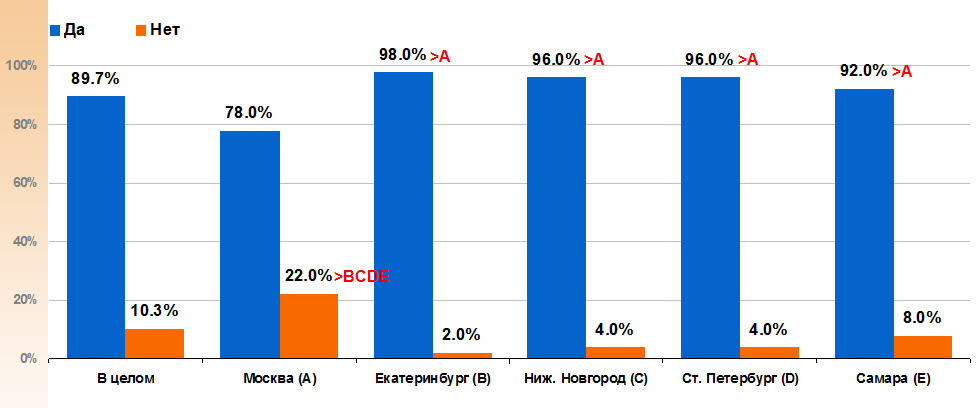 Да Нет
98.0% >A
96.0% >A
96.0% >A
92.0% >A
100%
89.7%
78.0%
80%
60%
40%
22.0%>BCDE
20%
10.3%
2.0%
4.0%
4.0%
8.0%
0%
В целом
Москва (А)
Екатеринбург (В)
Ниж. Новгород (С)
Ст. Петербург (D)
Самара (Е)